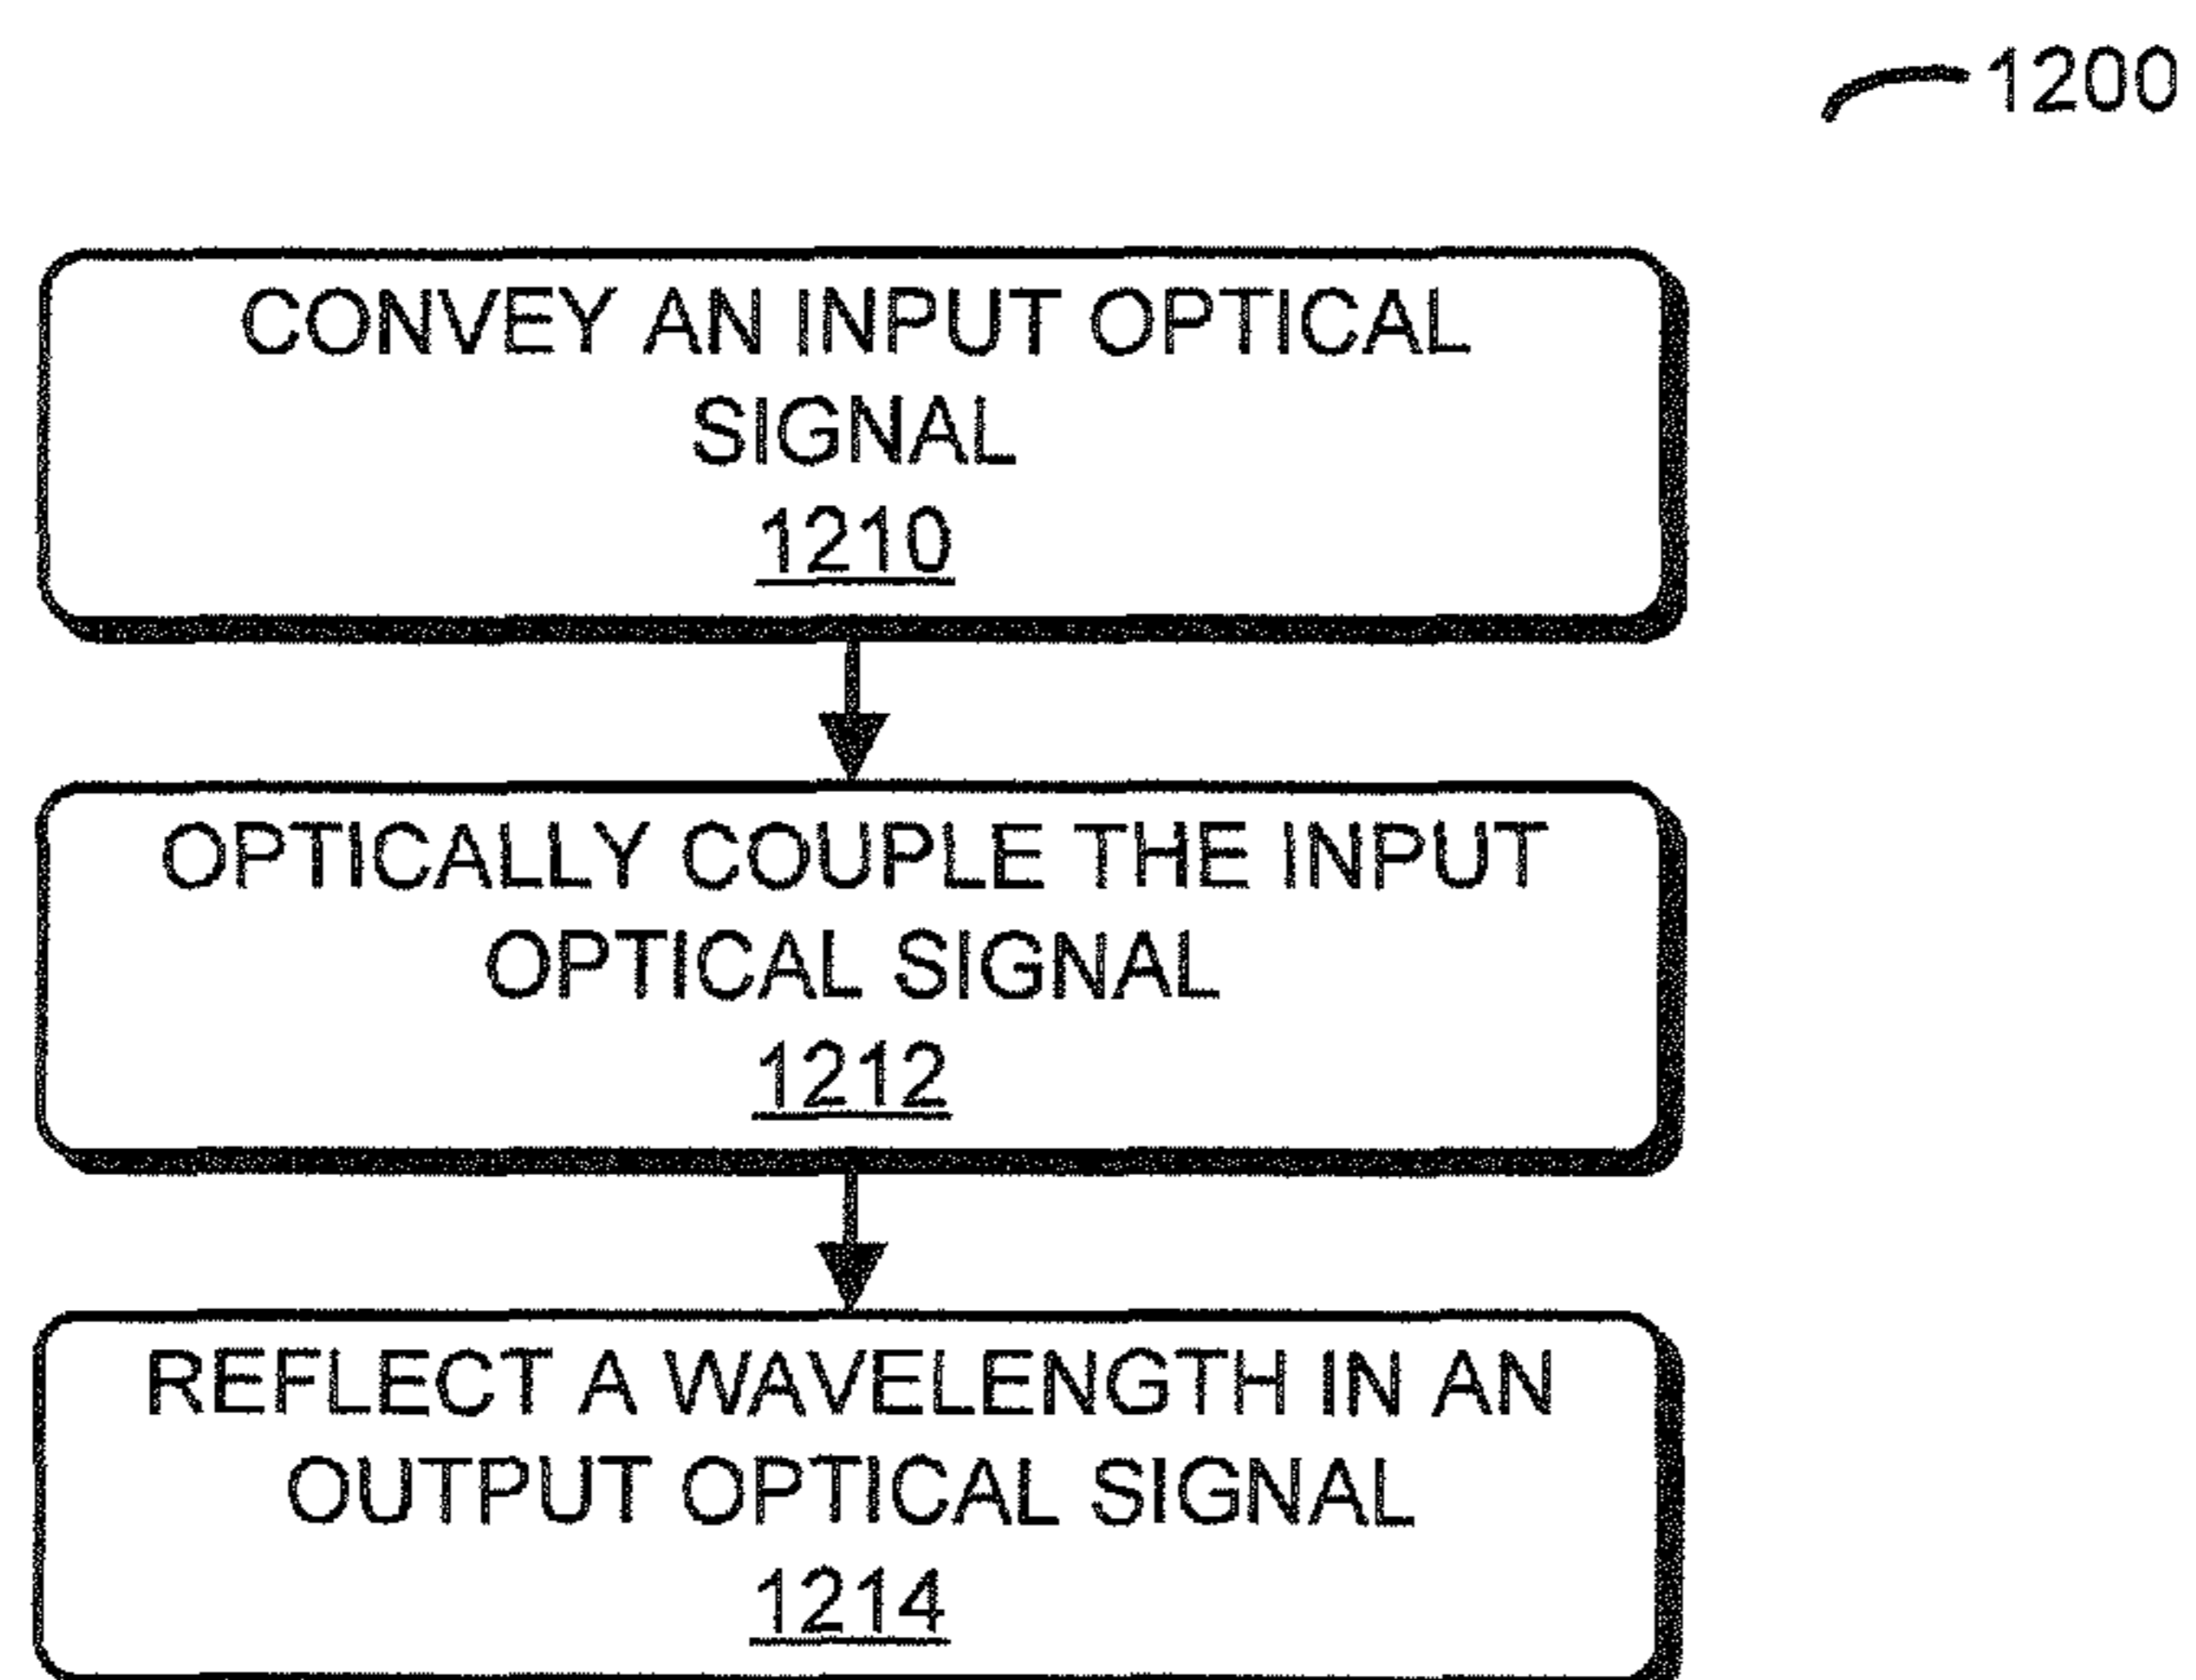 1200
CONVEY AN INPUT OPTICAL
SIGNAL
1210
OPTICALLY COUPLE THE INPUT
OPTICAL SIGNAL
1212
REFLECT A WAVELENGTH IN AN
OUTPUT OPTICAL SIGNAL
1214